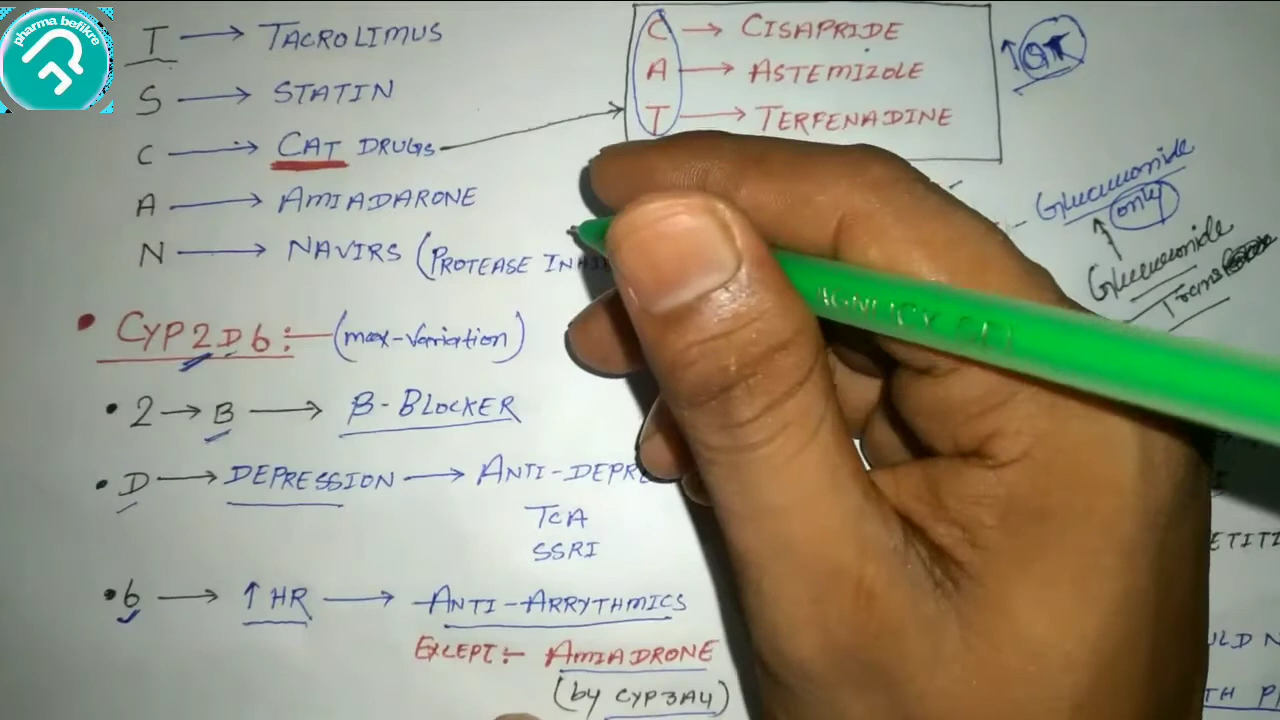 pharma befikre
T → TACROLIMUS
S → STATIN
C → CAT DRUGS
A → AMIADARONE
N → NAVIRS (PROTEASE
C → CISAPRIDE
A → ASTEMIZOLE
T → TERFENADINE
↑ QT
Glucuronide
only
Glucuronide
• CYP2D6:- (max-variation)
• 2 → B → β-BLOCKER
• D → DEPRESSION → ANTI-DEPRE
TCA
SSRI
• 6 → ↑ HR → ANTI-ARRYTHMICS
EXCEPT:- AMIADRONE
(by CYP3A4)